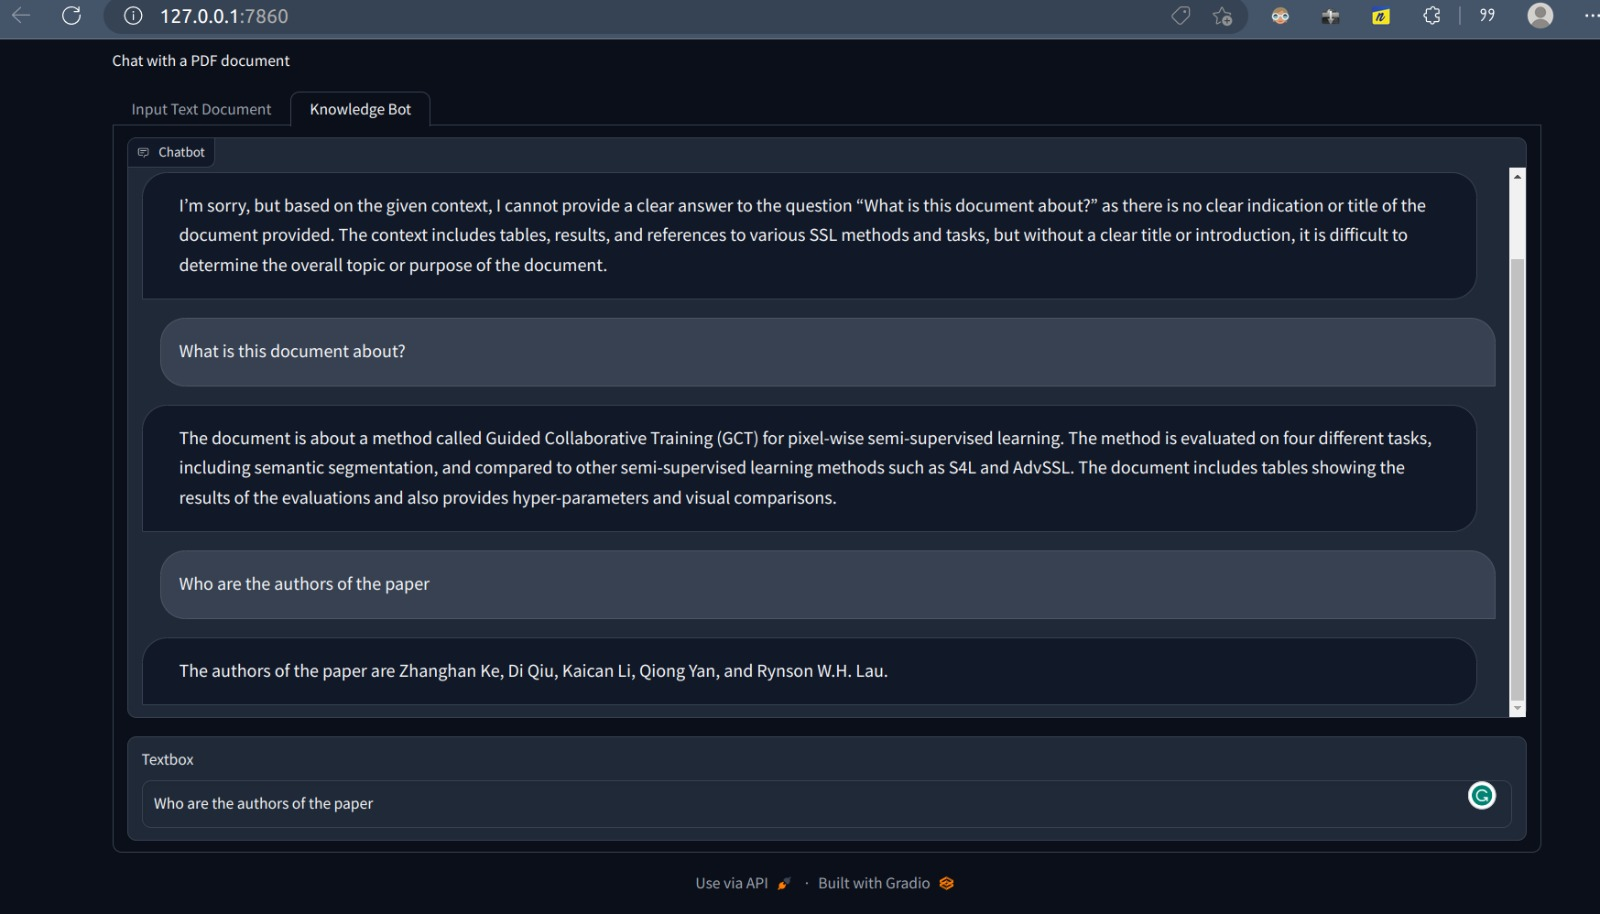 127.0.0.1:7860
99
Chat with a PDF document
Input Text Document
Knowledge Bot
Chatbot
I'm sorry, but based on the given context, I cannot provide a clear answer to the question “What is this document about?” as there is no clear indication or title of the
document provided. The context includes tables, results, and references to various SSL methods and tasks, but without a clear title or introduction, it is difficult to
determine the overall topic or purpose of the document.
What is this document about?
The document is about a method called Guided Collaborative Training (GCT) for pixel-wise semi-supervised learning. The method is evaluated on four different tasks,
including semantic segmentation, and compared to other semi-supervised learning methods such as S4L and AdvSSL. The document includes tables showing the
results of the evaluations and also provides hyper-parameters and visual comparisons.
Who are the authors of the paper
The authors of the paper are Zhanghan Ke, Di Qiu, Kaican Li, Qiong Yan, and Rynson W.H. Lau.
Textbox
Who are the authors of the paper
Use via API · Built with Gradio